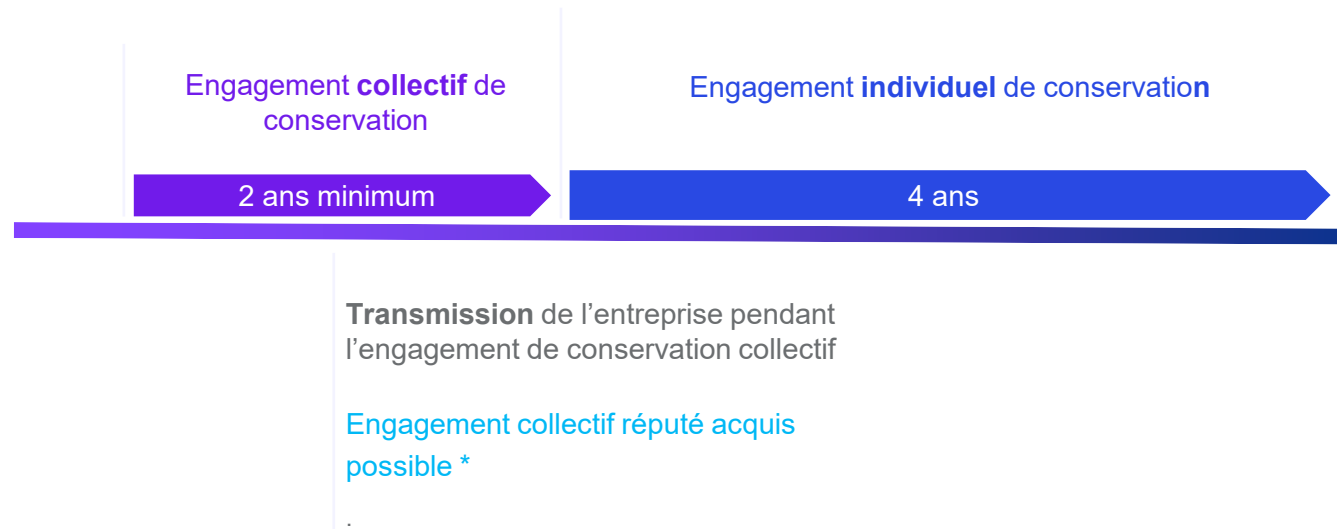 Engagement collectif de
conservation
Engagement individuel de conservation
2 ans minimum
4 ans
Transmission de l’entreprise pendant
l’engagement de conservation collectif
Engagement collectif réputé acquis
possible *
.